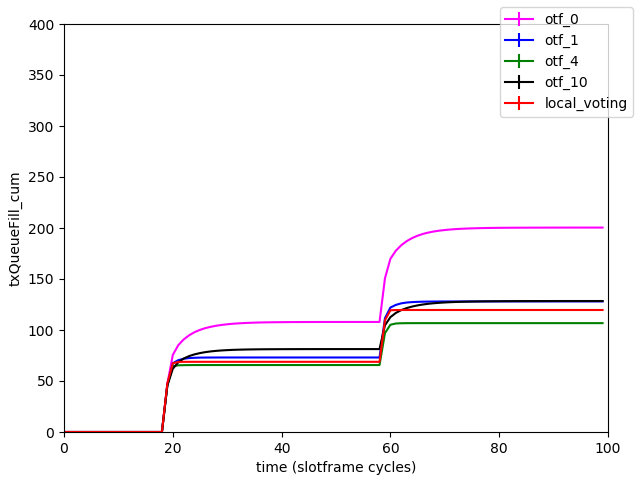 otf_0
otf_1
otf_4
otf_10
local_voting
400
350
300
250
200
150
100
50
0
txQueueFill_cum
0 20 40 60 80 100
time (slotframe cycles)